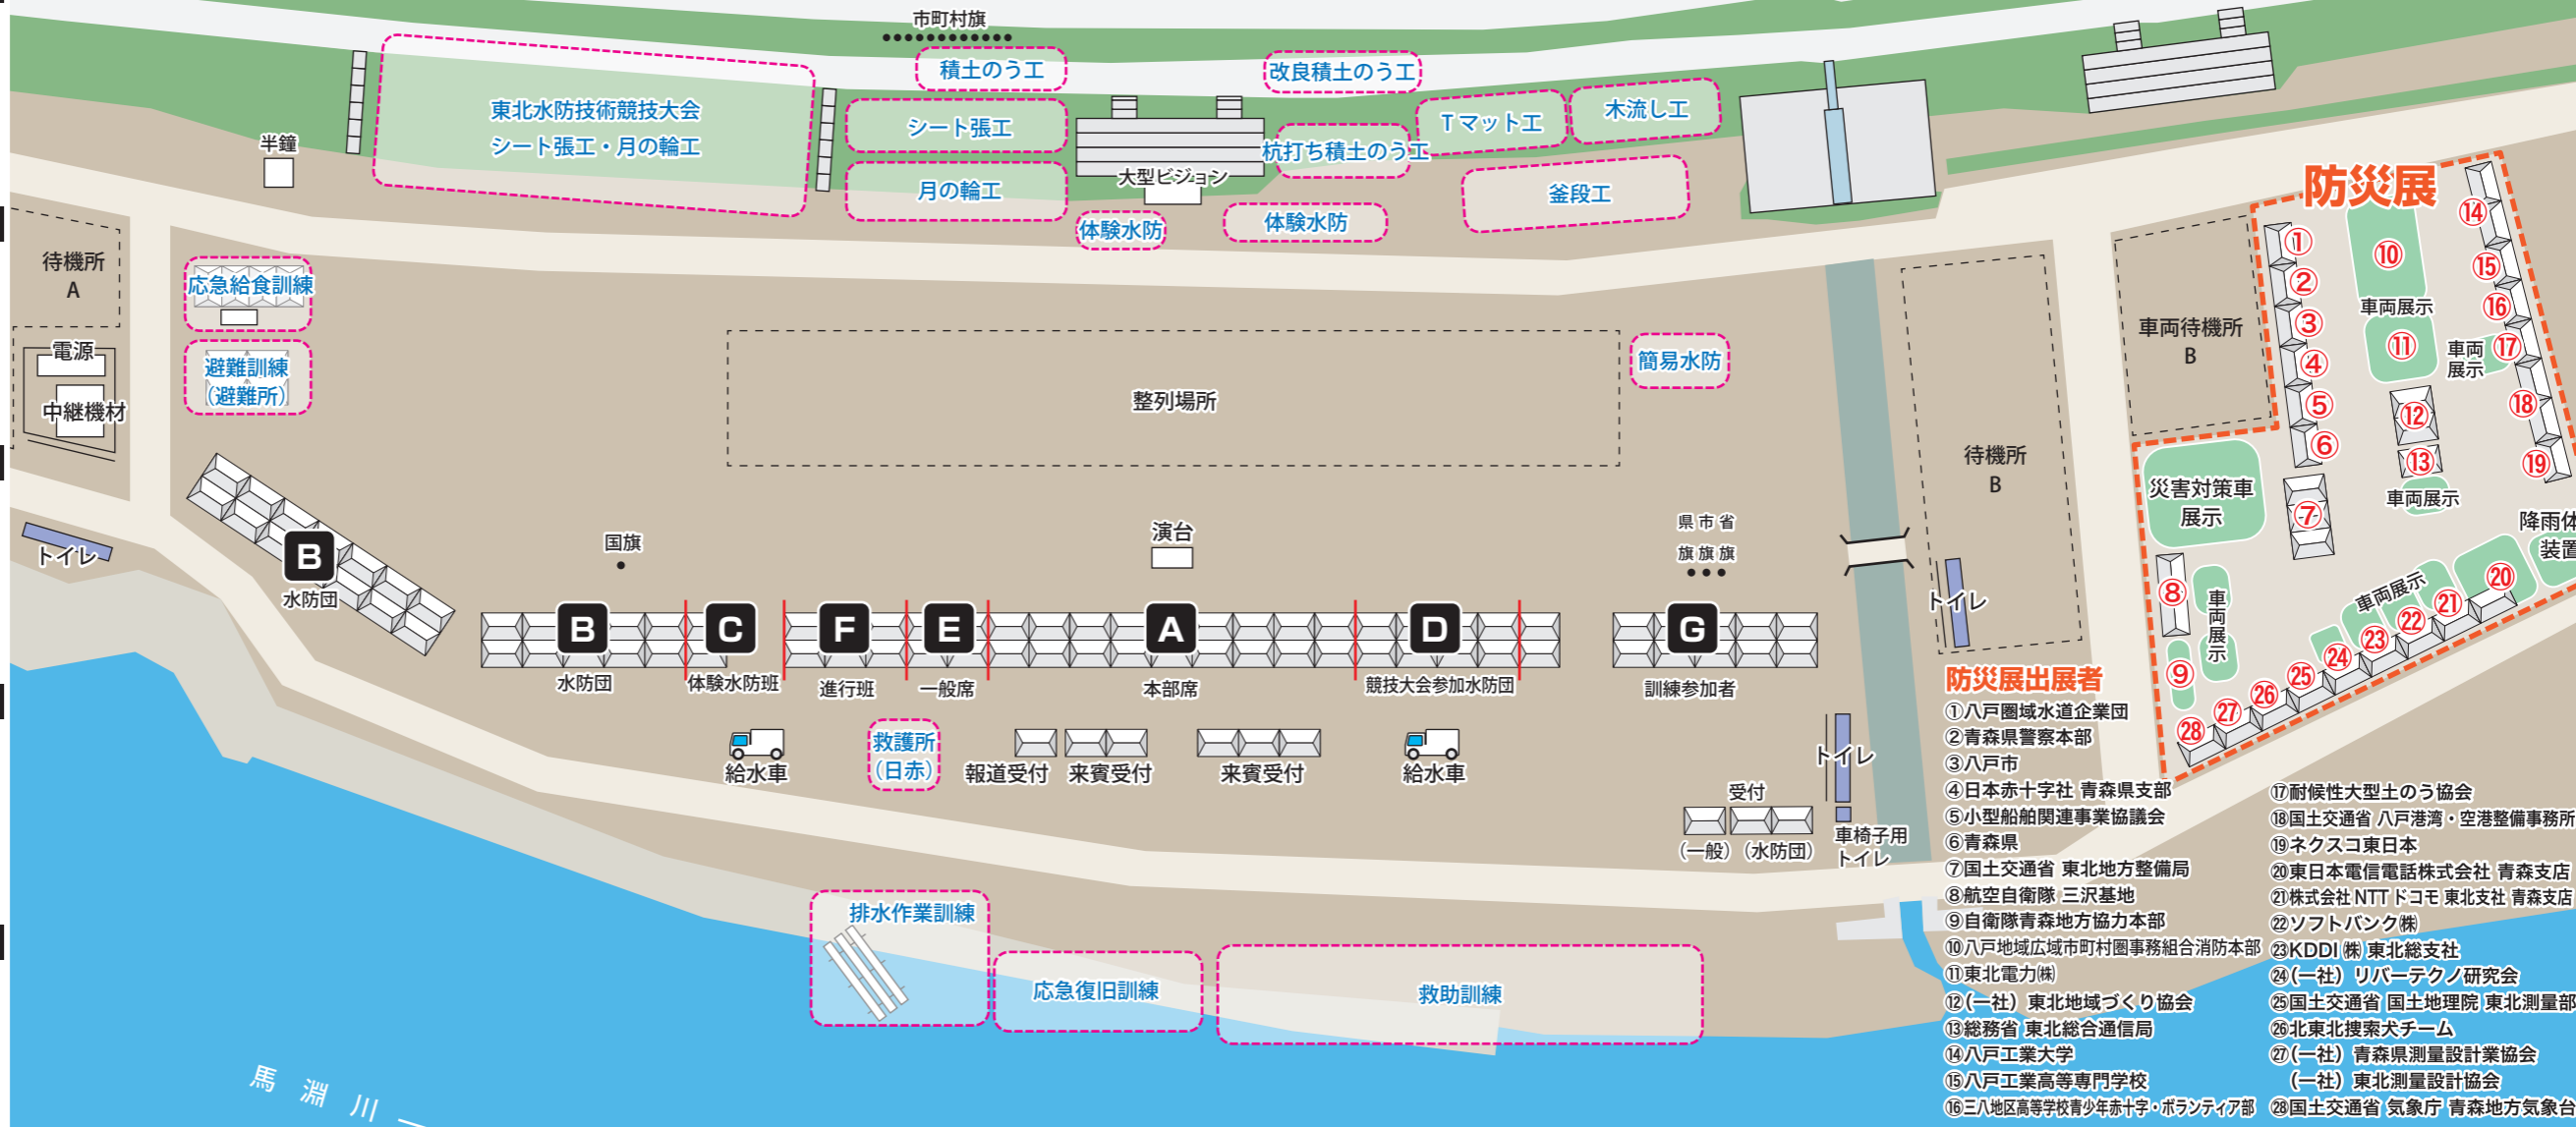 市町村旗
積土のう工
改良積土のう工
東北水防技術競技大会
シート張工・月の輪工
シート張工
Tマット工
木流し工
杭打ち積土のう工
半鐘
大型ビジョン
月の輪工
釜段工
体験水防
体験水防
防災展
待機所
A
応急給食訓練
電源
避難訓練
(避難所)
中継機材
整列場所
簡易水防
車両待機所
B
待機所
B
①
②
③
④
⑤
⑥
⑦
⑩
車両展示
⑪
車両
展示
⑫
⑬
車両展示
⑭
⑮
⑯
⑰
⑱
⑲
災害対策車
展示
降雨体
装置
⑧
車両展示
⑨
車両展示
⑳
㉑
㉒
㉓
㉔
㉕
㉖
㉗
㉘
トイレ
B
水防団
国旗
演台
県 市 省
旗 旗 旗
トイレ
B
水防団
C
体験水防班
F
進行班
E
一般席
A
本部席
D
競技大会参加水防団
G
訓練参加者
給水車
救護所
(日赤)
報道受付
来賓受付
来賓受付
給水車
トイレ
受付
(一般)
(水防団)
車椅子用
トイレ
排水作業訓練
応急復旧訓練
救助訓練
馬淵川
防災展出展者
①八戸圏域水道企業団
②青森県警察本部
③八戸市
④日本赤十字社 青森県支部
⑤小型船舶関連事業協議会
⑥青森県
⑦国土交通省 東北地方整備局
⑧航空自衛隊 三沢基地
⑨自衛隊青森地方協力本部
⑩八戸地域広域市町村圏事務組合消防本部
⑪東北電力㈱
⑫(一社) 東北地域づくり協会
⑬総務省 東北総合通信局
⑭八戸工業大学
⑮八戸工業高等専門学校
⑯三八地区高等学校青少年赤十字・ボランティア部
⑰耐候性大型土のう協会
⑱国土交通省 八戸港湾・空港整備事務所
⑲ネクスコ東日本
⑳東日本電信電話株式会社 青森支店
㉑株式会社 NTT ドコモ 東北支社 青森支店
㉒ソフトバンク㈱
㉓KDDI ㈱ 東北総支社
㉔(一社) リバーテクノ研究会
㉕国土交通省 国土地理院 東北測量部
㉖北東北捜索犬チーム
㉗(一社) 青森県測量設計業協会
(一社) 東北測量設計協会
㉘国土交通省 気象庁 青森地方気象台